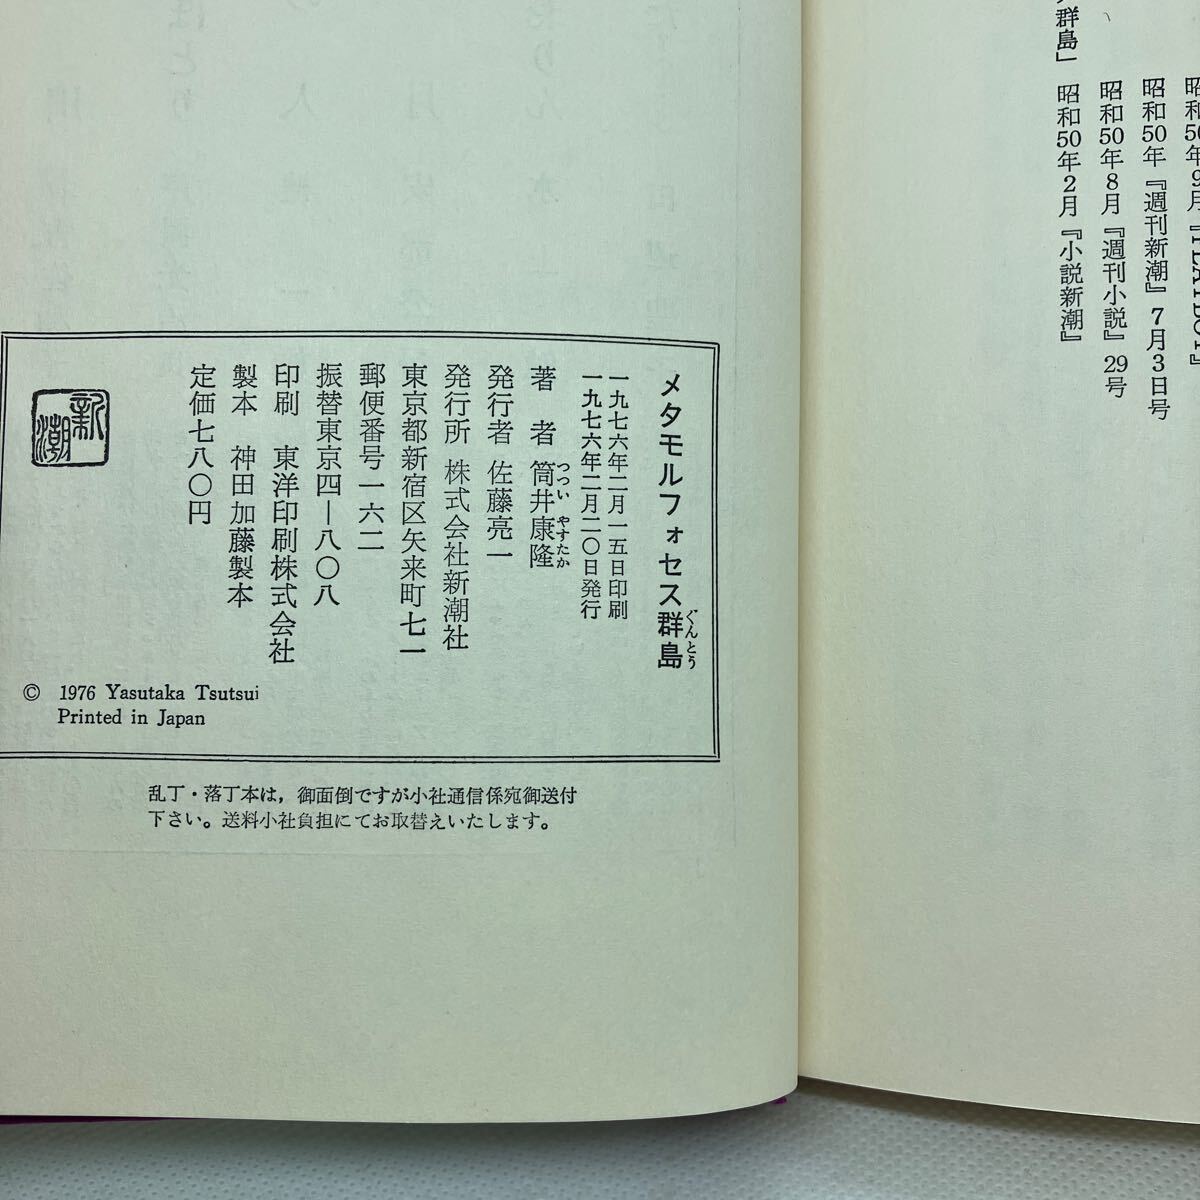 昭和50年9月『PLAYBOY』
昭和50年『週刊新潮』7月3日号
昭和50年8月『週刊小説』29号
群島」 昭和50年2月『小説新潮』
メタモルフォセス群島
ぐんとう
一九七六年二月一五日印刷
一九七六年二月二〇日発行
著 者 筒井康隆
つつい やすたか
発行者 佐藤亮一
発行所 株式会社新潮社
東京都新宿区矢来町七一
郵便番号一六二
振替東京四―八〇八
印刷 東洋印刷株式会社
製本 神田加藤製本
定価七八〇円
新潮
© 1976 Yasutaka Tsutsui
Printed in Japan
乱丁・落丁本は，御面倒ですが小社通信係宛御送付
下さい。送料小社負担にてお取替えいたします。